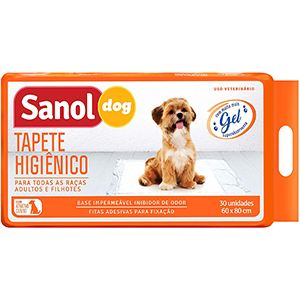 USO VETERINÁRIO
Sanol dog
TAPETE
HIGIÊNICO
PARA TODAS AS RAÇAS
ADULTOS E FILHOTES
Gel
BASE IMPERMEÁVEL INIBIDOR DE ODOR
FITAS ADESIVAS PARA FIXAÇÃO
30 unidades
60 x 80 cm